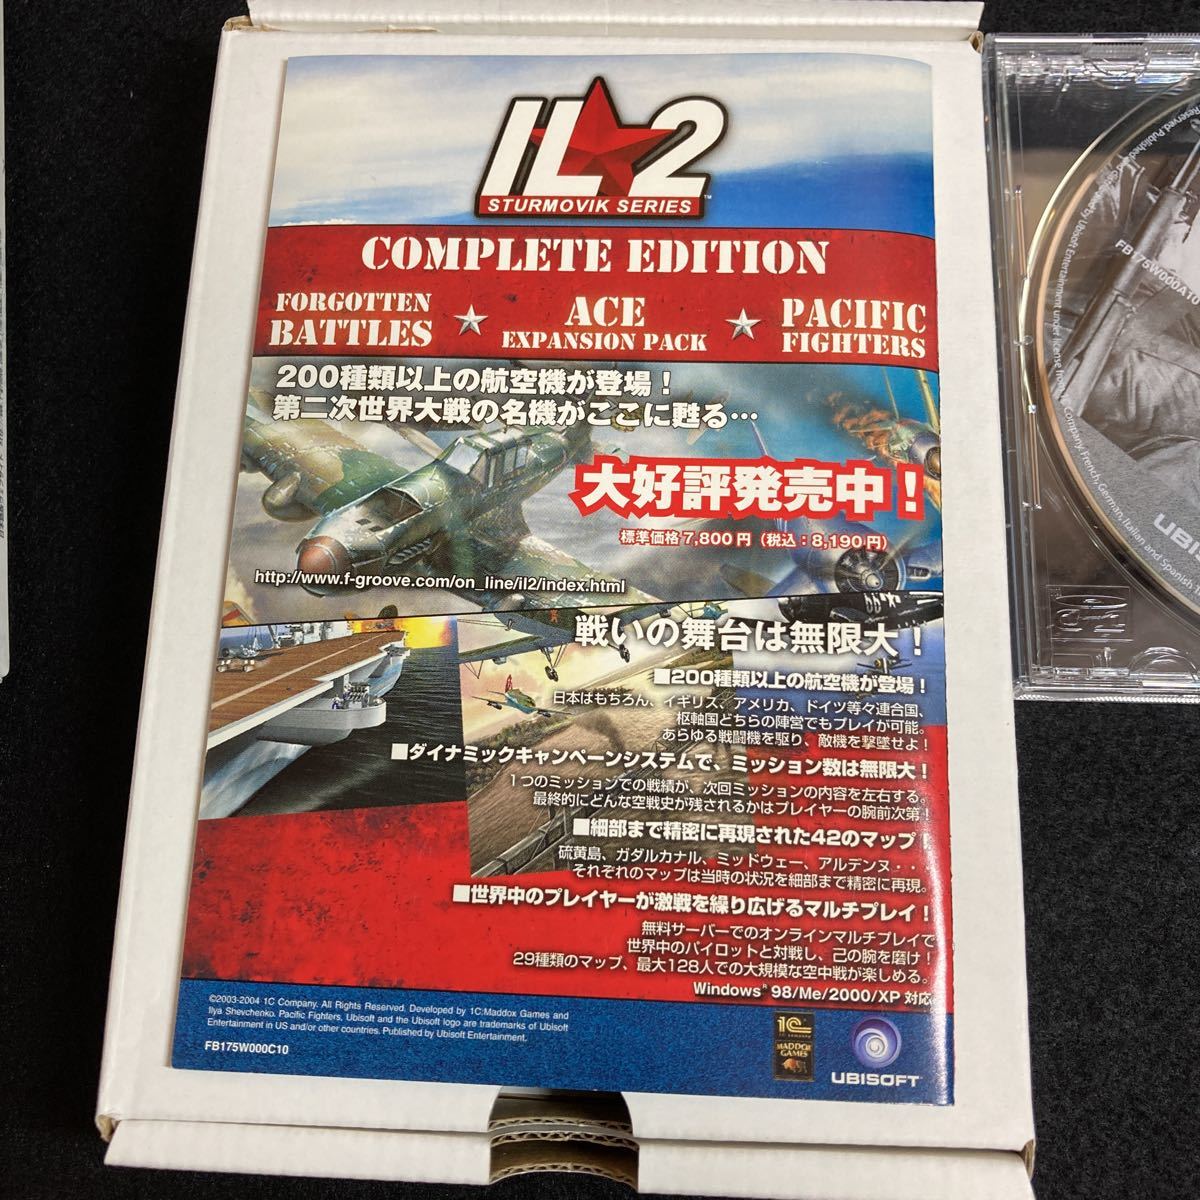 IL★2
STURMOVIK SERIES™
COMPLETE EDITION
FORGOTTEN
BATTLES
ACE
EXPANSION PACK
PACIFIC
FIGHTERS
200種類以上の航空機が登場！
第二次世界大戦の名機がここに甦る…
大好評発売中！
標準価格7,800円（税込：8,190円）
http://www.f-groove.com/on_line/il2/index.html
戦いの舞台は無限大！
■200種類以上の航空機が登場！
日本はもちろん、イギリス、アメリカ、ドイツ等々連合国、
枢軸国どちらの陣営でもプレイが可能。
あらゆる戦闘機を駆り、敵機を撃墜せよ！
■ダイナミックキャンペーンシステムで、ミッション数は無限大！
1つのミッションでの戦績が、次回ミッションの内容を左右する。
最終的にどんな空戦史が残されるかはプレイヤーの腕前次第！
■細部まで精密に再現された42のマップ！
硫黄島、ガダルカナル、ミッドウェー、アルデンヌ・・・
それぞれのマップは当時の状況を細部まで精密に再現。
■世界中のプレイヤーが激戦を繰り広げるマルチプレイ！
無料サーバーでのオンラインマルチプレイで
世界中のパイロットと対戦し、己の腕を磨け！
29種類のマップ、最大128人での大規模な空中戦が楽しめる。
Windows® 98/Me/2000/XP 対応
©2003-2004 1C Company. All Rights Reserved. Developed by 1C:Maddox Games and
Ilya Shevchenko. Pacific Fighters, Ubisoft and the Ubisoft logo are trademarks of Ubisoft
Entertainment in US and/or other countries. Published by Ubisoft Entertainment.
FB175W000C10
1C
MADDOX
GAMES
UBISOFT
Reserved. Published
by Ubisoft Entertainment under license from
Company French, German, Italian and Spanish
FB175W000A10
UBI